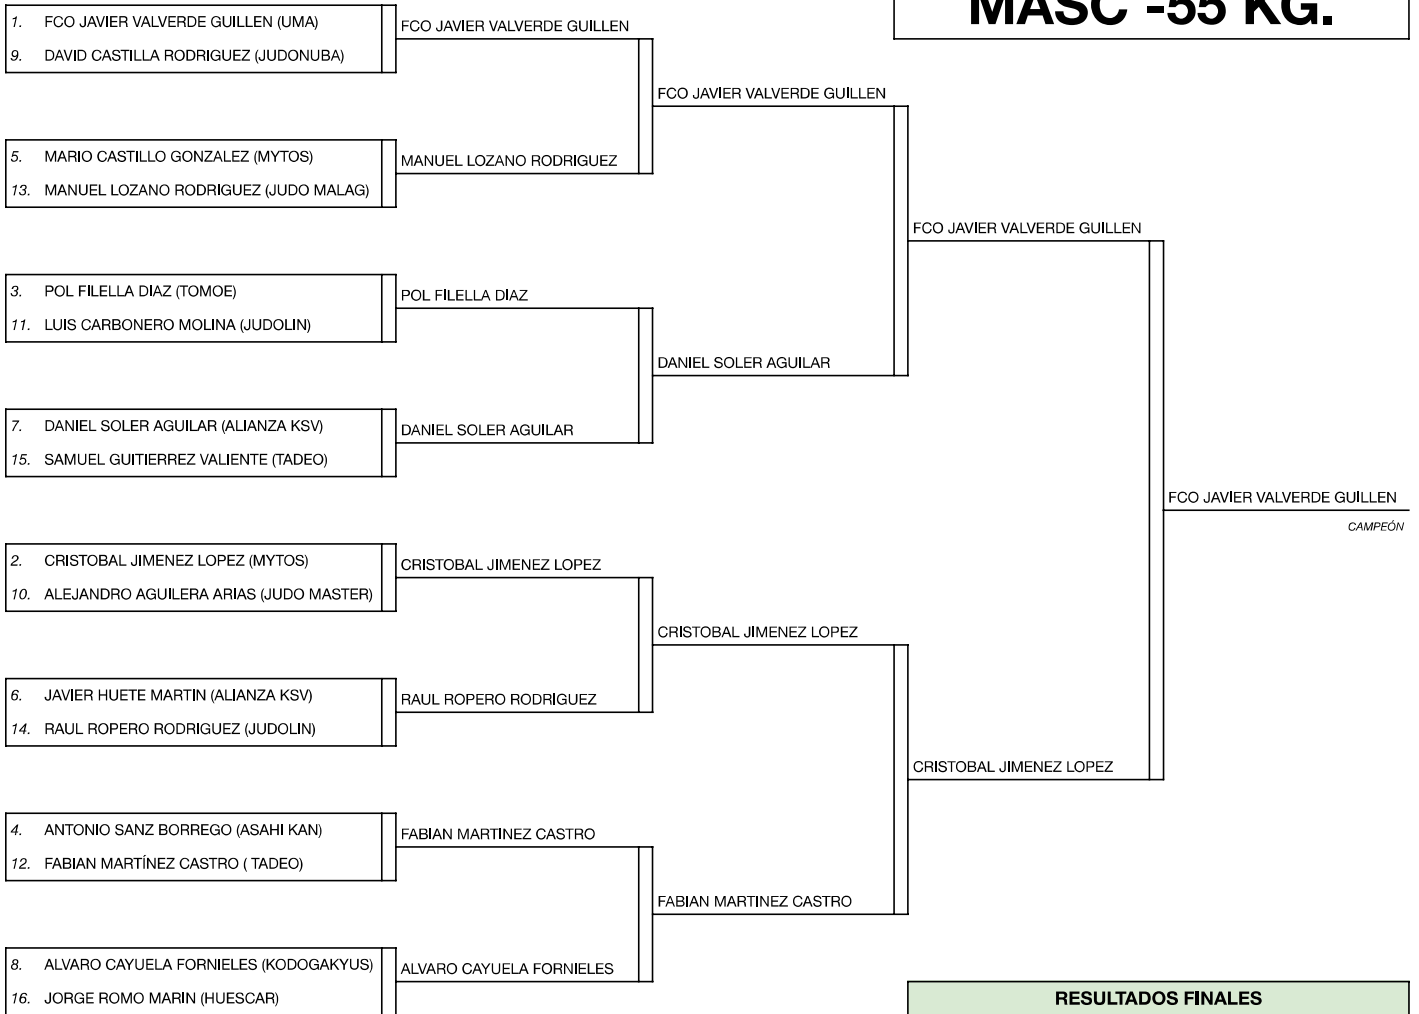 MASC -55 KG.
1. FCO JAVIER VALVERDE GUILLEN (UMA)
9. DAVID CASTILLA RODRIGUEZ (JUDONUBA)
FCO JAVIER VALVERDE GUILLEN
FCO JAVIER VALVERDE GUILLEN
5. MARIO CASTILLO GONZALEZ (MYTOS)
13. MANUEL LOZANO RODRIGUEZ (JUDO MALAG)
MANUEL LOZANO RODRIGUEZ
FCO JAVIER VALVERDE GUILLEN
3. POL FILELLA DIAZ (TOMOE)
11. LUIS CARBONERO MOLINA (JUDOLIN)
POL FILELLA DIAZ
DANIEL SOLER AGUILAR
7. DANIEL SOLER AGUILAR (ALIANZA KSV)
15. SAMUEL GUITIERREZ VALIENTE (TADEO)
DANIEL SOLER AGUILAR
FCO JAVIER VALVERDE GUILLEN
CAMPEÓN
2. CRISTOBAL JIMENEZ LOPEZ (MYTOS)
10. ALEJANDRO AGUILERA ARIAS (JUDO MASTER)
CRISTOBAL JIMENEZ LOPEZ
CRISTOBAL JIMENEZ LOPEZ
6. JAVIER HUETE MARTIN (ALIANZA KSV)
14. RAUL ROPERO RODRIGUEZ (JUDOLIN)
RAUL ROPERO RODRIGUEZ
CRISTOBAL JIMENEZ LOPEZ
4. ANTONIO SANZ BORREGO (ASAHI KAN)
12. FABIAN MARTÍNEZ CASTRO ( TADEO)
FABIAN MARTINEZ CASTRO
FABIAN MARTINEZ CASTRO
8. ALVARO CAYUELA FORNIELES (KODOGAKYUS)
16. JORGE ROMO MARIN (HUESCAR)
ALVARO CAYUELA FORNIELES
RESULTADOS FINALES